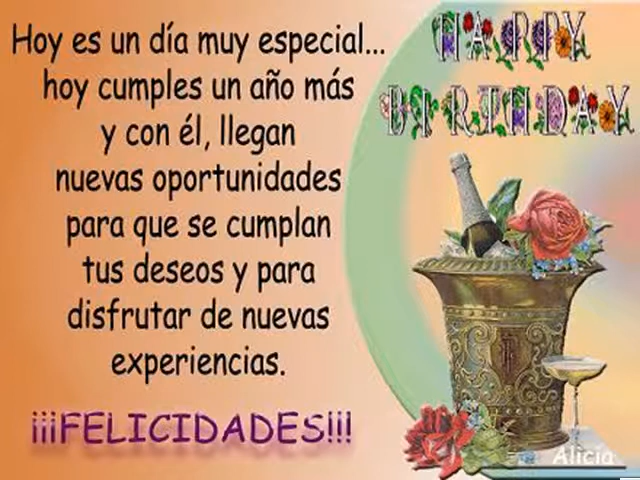 Hoy es un día muy especial...
hoy cumples un año más
y con él, llegan
nuevas oportunidades
para que se cumplan
tus deseos y para
disfrutar de nuevas
experiencias.
¡¡¡FELICIDADES!!!
HAPPY
BIRTHDAY
Alicia